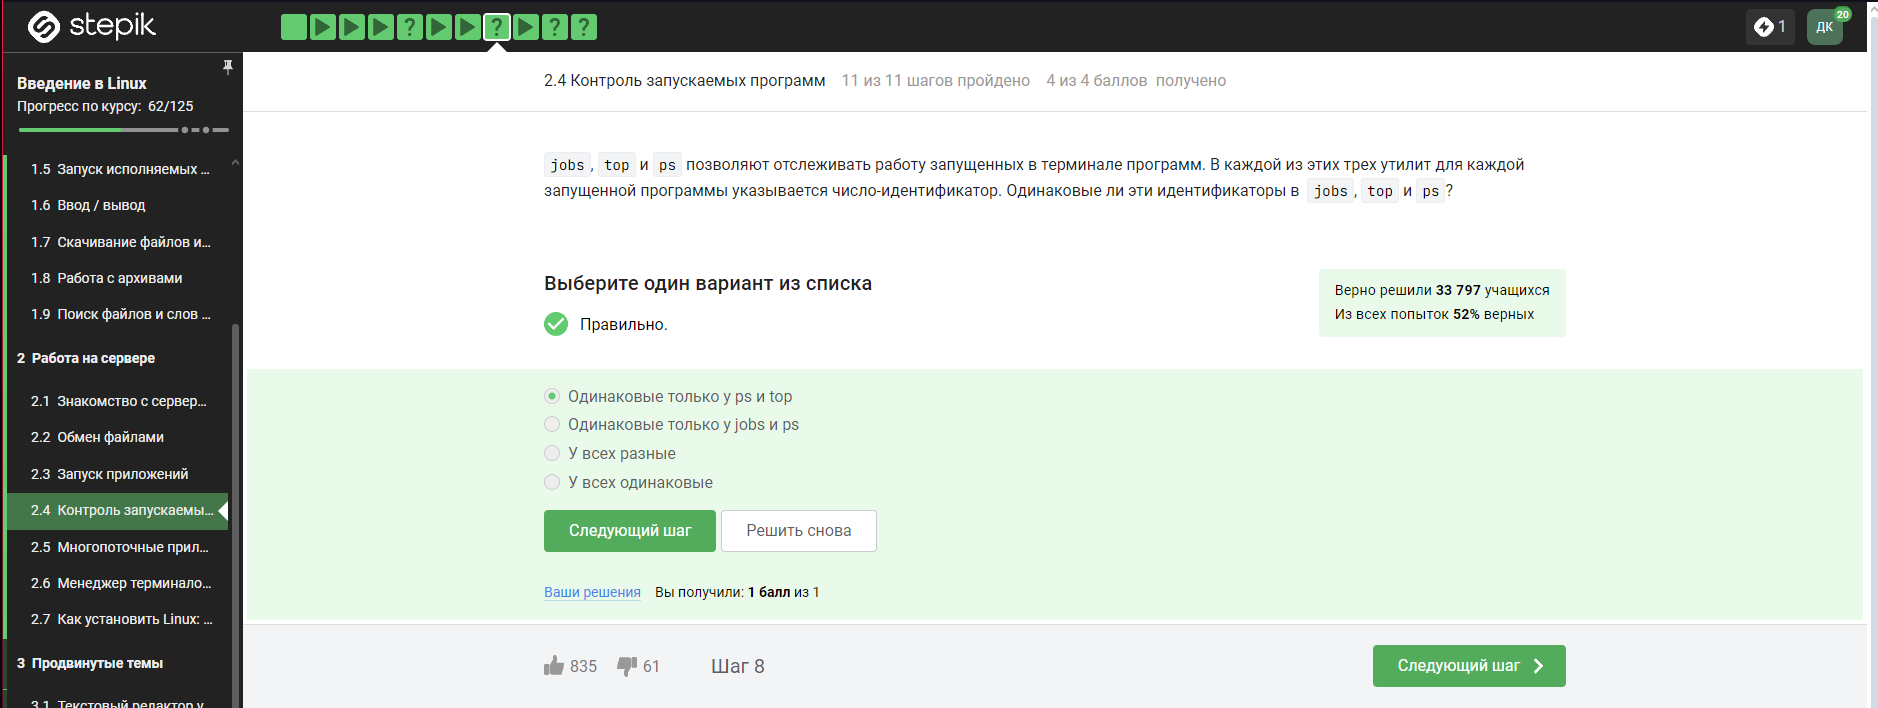 stepik
? ? ? ?
1
ДК
20
Введение в Linux
Прогресс по курсу: 62/125
1.5 Запуск исполняемых ...
1.6 Ввод / вывод
1.7 Скачивание файлов и...
1.8 Работа с архивами
1.9 Поиск файлов и слов ...
2 Работа на сервере
2.1 Знакомство с сервер...
2.2 Обмен файлами
2.3 Запуск приложений
2.4 Контроль запускаемы...
2.5 Многопоточные прил...
2.6 Менеджер терминало...
2.7 Как установить Linux: ...
3 Продвинутые темы
3.1 Текстовый редактор v
2.4 Контроль запускаемых программ 11 из 11 шагов пройдено 4 из 4 баллов получено
jobs, top и ps позволяют отслеживать работу запущенных в терминале программ. В каждой из этих трех утилит для каждой
запущенной программы указывается число-идентификатор. Одинаковые ли эти идентификаторы в jobs, top и ps?
Выберите один вариант из списка
Правильно.
Верно решили 33 797 учащихся
Из всех попыток 52% верных
Одинаковые только у ps и top
Одинаковые только у jobs и ps
У всех разные
У всех одинаковые
Следующий шаг Решить снова
Ваши решения Вы получили: 1 балл из 1
835 61 Шаг 8 Следующий шаг